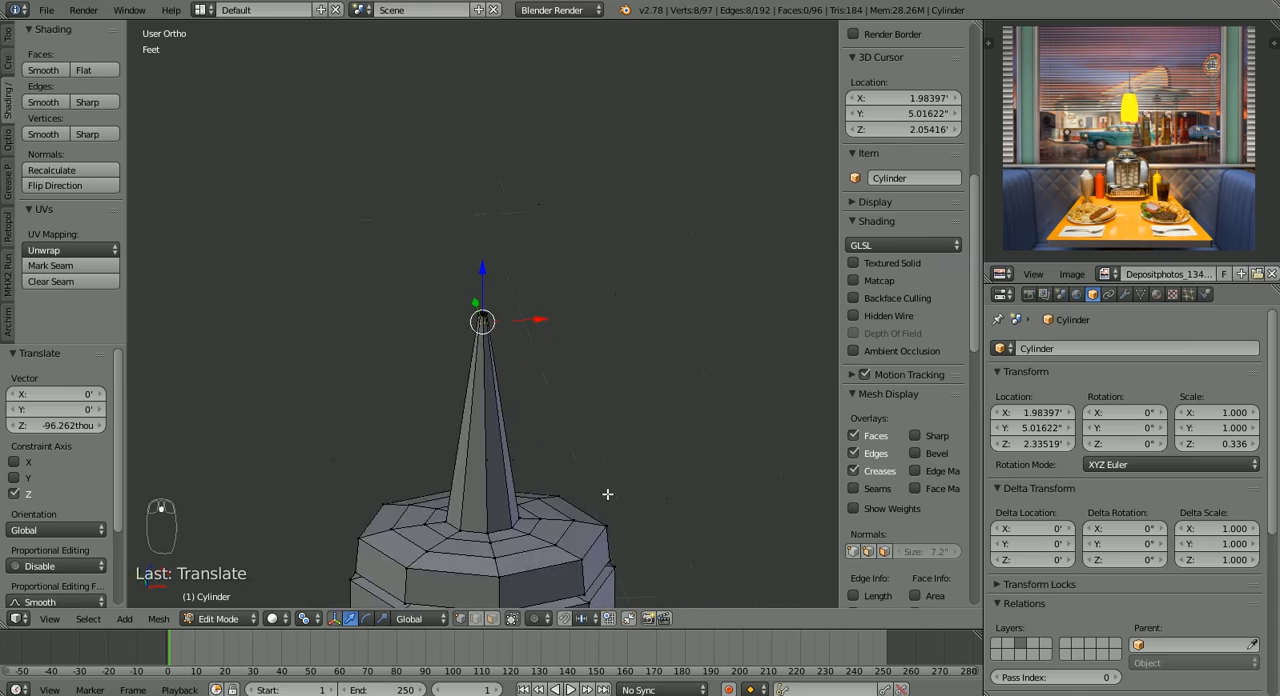 File Render Window Help Default Scene Blender Render v2.78 | Verts:8/97 | Edges:8/192 | Faces:0/96 | Tris:184 | Mem:28.26M | Cylinder
Shading
Faces:
Smooth Flat
Edges:
Smooth Sharp
Vertices:
Smooth Sharp
Normals:
Recalculate
Flip Direction
UVs
UV Mapping:
Unwrap
Mark Seam
Clear Seam
Too
Cre
Shading /
Optio
Grease P
Retopol
MHX2 Run
Archim
Translate
Vector
X: 0'
Y: 0'
Z: -96.262thou
Constraint Axis
X
Y
Z
Orientation
Global
Proportional Editing
Disable
Proportional Editing F...
Smooth
User Ortho
Feet
Last: Translate
(1) Cylinder
View Select Add Mesh Edit Mode Global
Render Border
3D Cursor
Location:
X: 1.98397'
Y: 5.01622"
Z: 2.05416'
Item
Cylinder
Display
Shading
GLSL
Textured Solid
Matcap
Backface Culling
Hidden Wire
Depth Of Field
Ambient Occlusion
Motion Tracking
Mesh Display
Overlays:
Faces Sharp
Edges Bevel
Creases Edge Ma
Seams Face Ma
Show Weights
Normals:
Size: 7.2"
Edge Info: Face Info:
Length Area
View Image Depositphotos_134... F
Cylinder
Cylinder
Transform
Location: Rotation: Scale:
X: 1.98397' X: 0° X: 1.000
Y: 5.01622" Y: 0° Y: 1.000
Z: 2.33519' Z: 0° Z: 0.336
Rotation Mode: XYZ Euler
Delta Transform
Delta Location: Delta Rotation: Delta Scale:
X: 0' X: 0° X: 1.000
Y: 0' Y: 0° Y: 1.000
Z: 0' Z: 0° Z: 1.000
Transform Locks
Relations
Layers: Parent:
Object
Pass Index: 0
-50 -40 -30 -20 -10 0 10 20 30 40 50 60 70 80 90 100 110 120 130 140 150 160 170 180 190 200 210 220 230 240 250 260 270 280
View Marker Frame Playback Start: 1 End: 250 1 No Sync